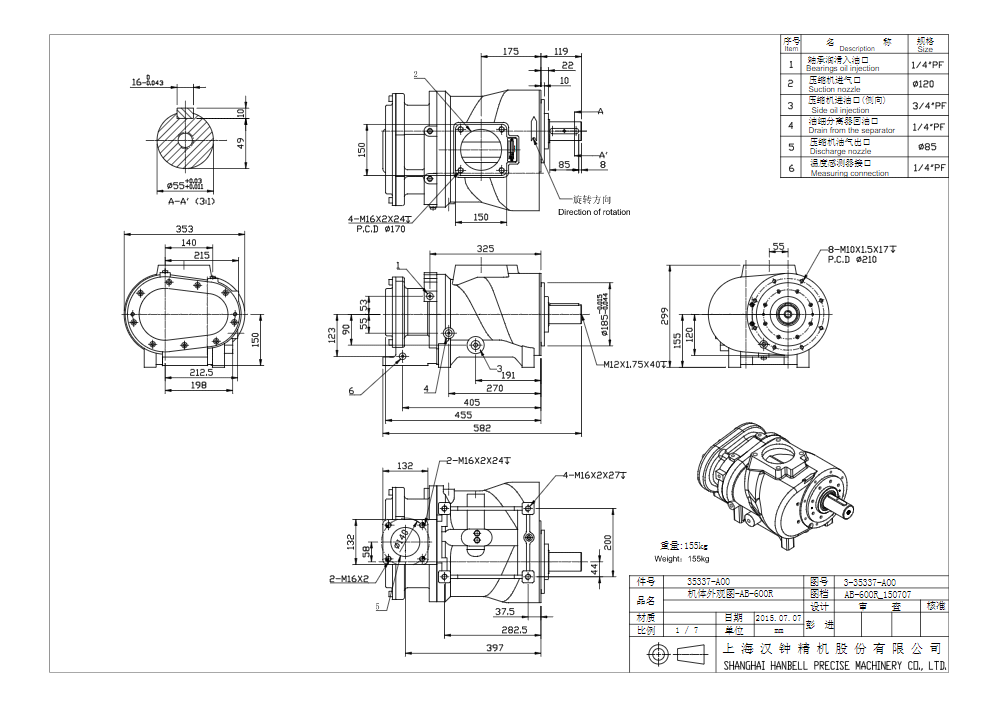 序号 名 称 规格
Item Description Size
1 轴承润滑入油口 1/4"PF
Bearings oil injection
2 压缩机进气口 ø120
Suction nozzle
3 压缩机进油口(侧向) 3/4"PF
Side oil injection
4 油细分离器回油口 1/4"PF
Drain from the separator
5 压缩机油气出口 ø85
Discharge nozzle
6 温度感测器接口 1/4"PF
Measuring connection
16-0.043
0
10
49
ø55+0.03
+0.011
A-A' (3:1)
2
175
119
22
10
A
A'
85
8
150
150
4-M16X2X24
P.C.D ø170
旋转方向
Direction of rotation
353
140
215
150
212.5
198
325
1
53
55
90
123
ø185-0.015
-0.044
M12X1.75X40
3
191
4
270
6
405
455
582
55
8-M10X1.5X17
P.C.D ø210
299
155
120
132
2-M16X2X24
4-M16X2X27
132
58
ø148
200
44
2-M16X2
5
37.5
282.5
397
重量:155kg
Weight: 155kg
件号 35337-A00 图号 3-35337-A00
品名 机体外观图-AB-600R 图档 AB-600R_150707
设计 审 查 核准
材质 日期 2015.07.07 彭 进
比例 1 / 7 单位 mm
上海汉钟精机股份有限公司
SHANGHAI HANBELL PRECISE MACHINERY CO., LTD.